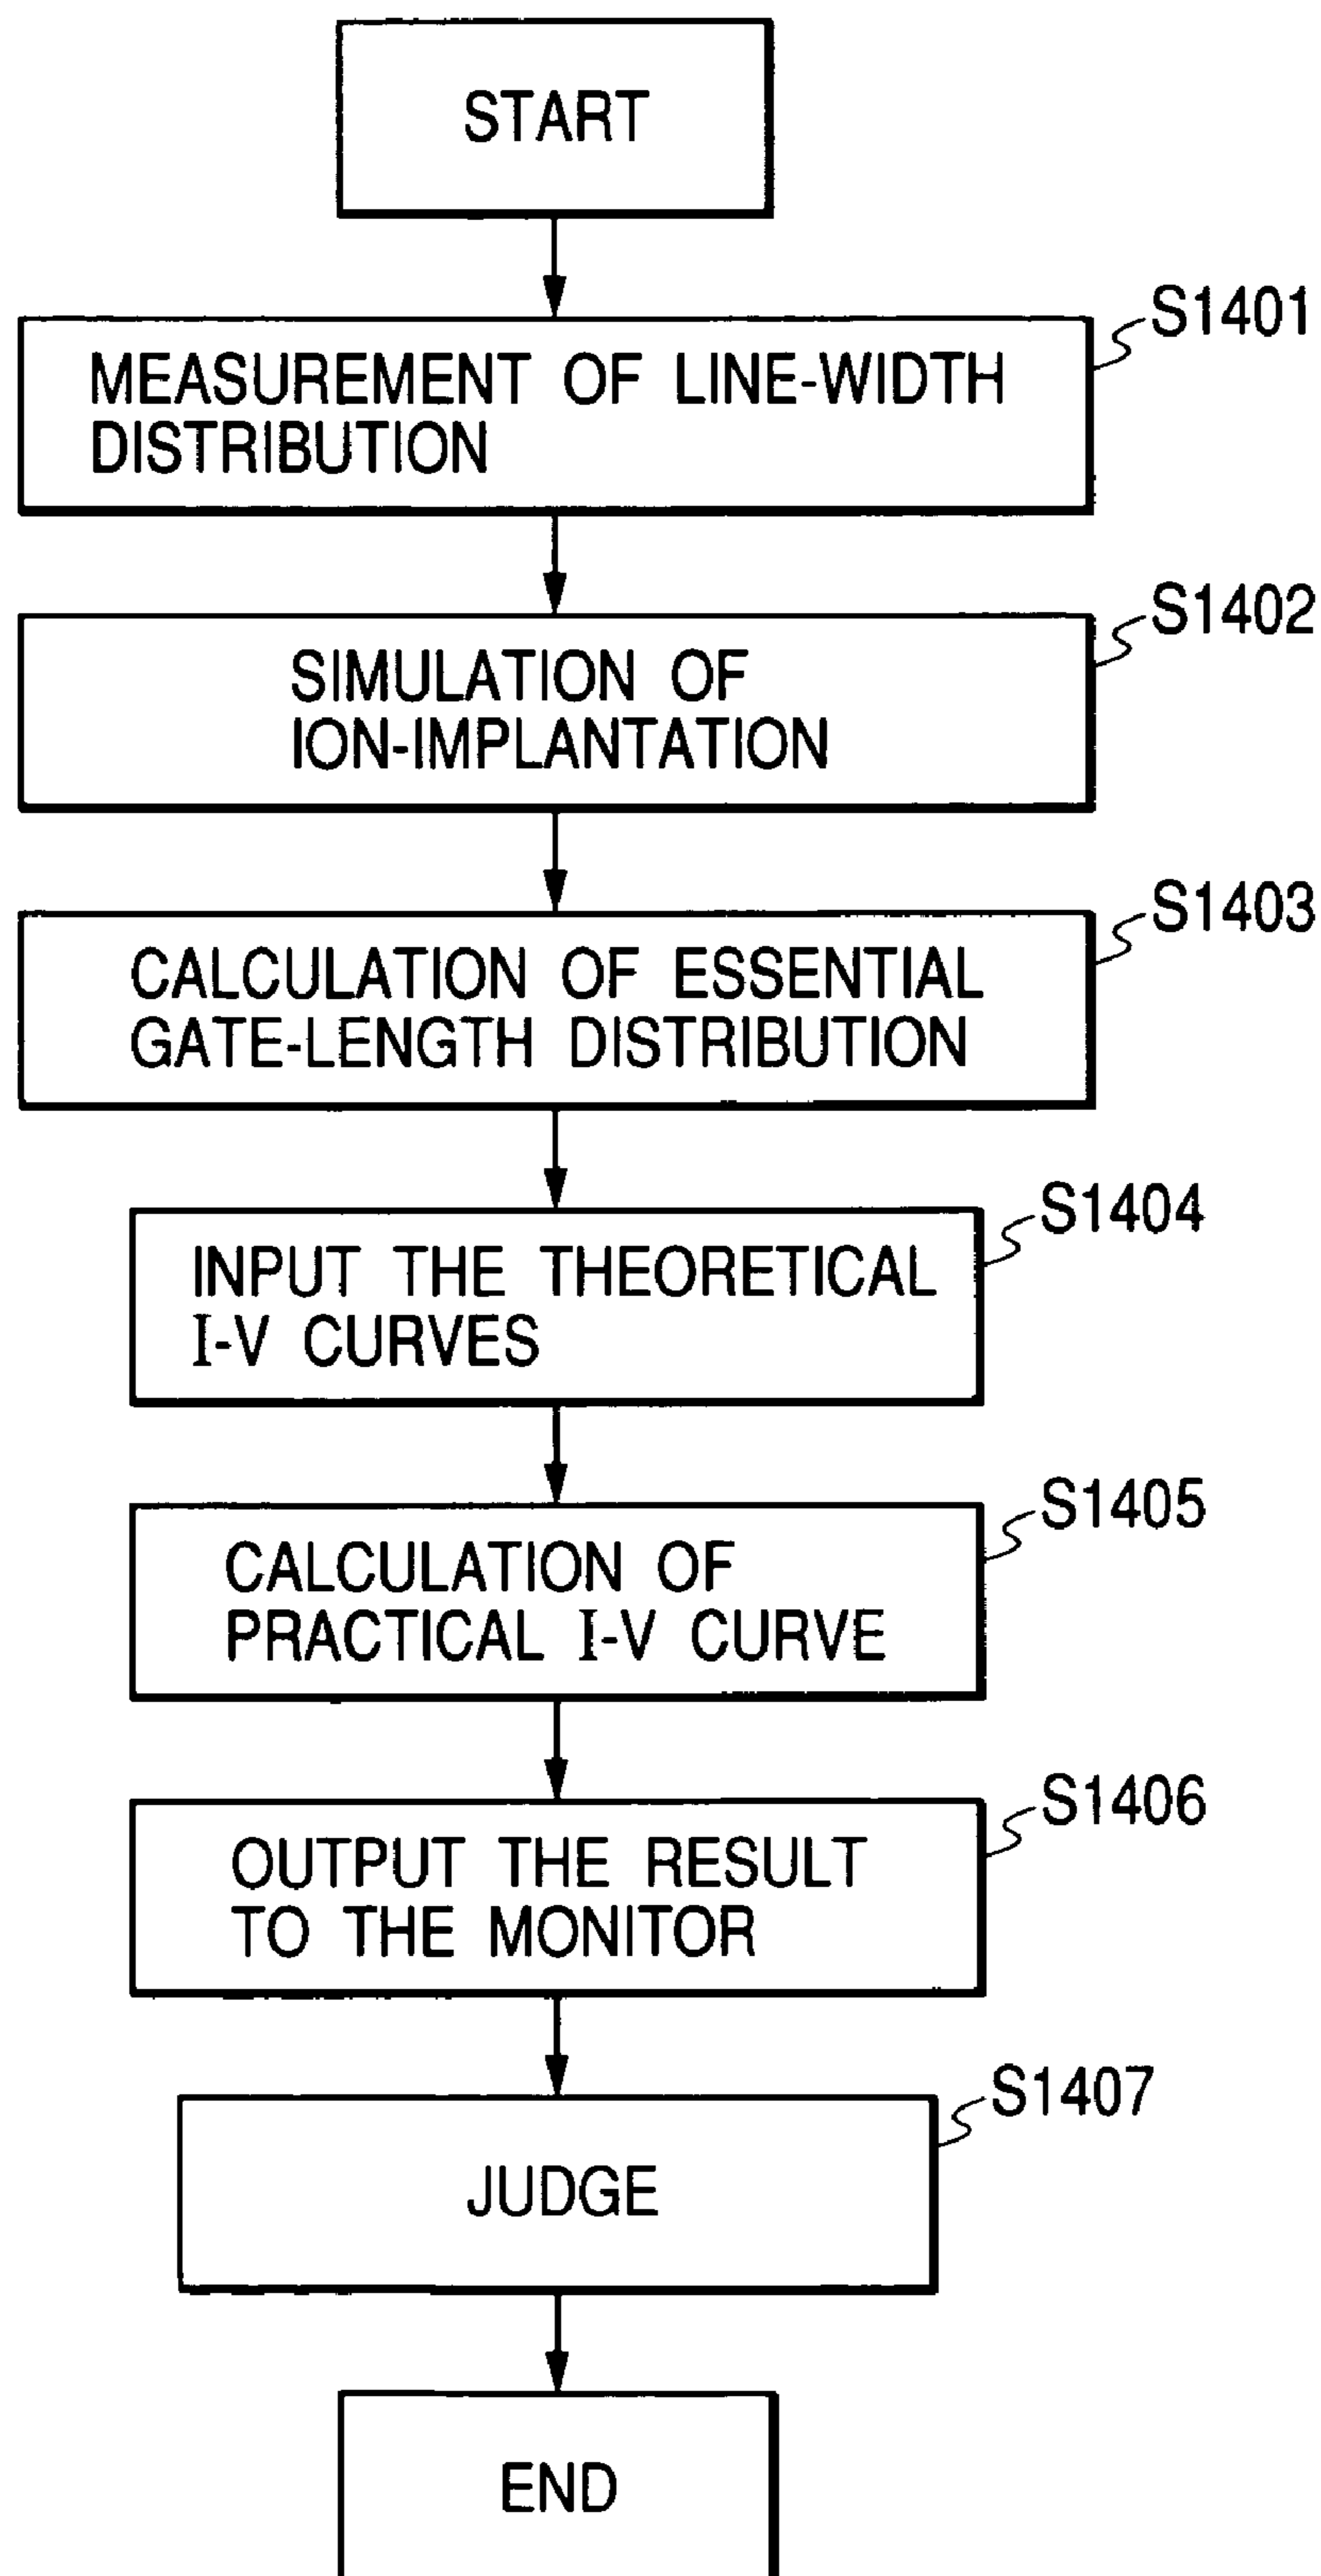 START
S1401
MEASUREMENT OF LINE-WIDTH
DISTRIBUTION
S1402
SIMULATION OF
ION-IMPLANTATION
S1403
CALCULATION OF ESSENTIAL
GATE-LENGTH DISTRIBUTION
S1404
INPUT THE THEORETICAL
I-V CURVES
S1405
CALCULATION OF
PRACTICAL I-V CURVE
S1406
OUTPUT THE RESULT
TO THE MONITOR
S1407
JUDGE
END